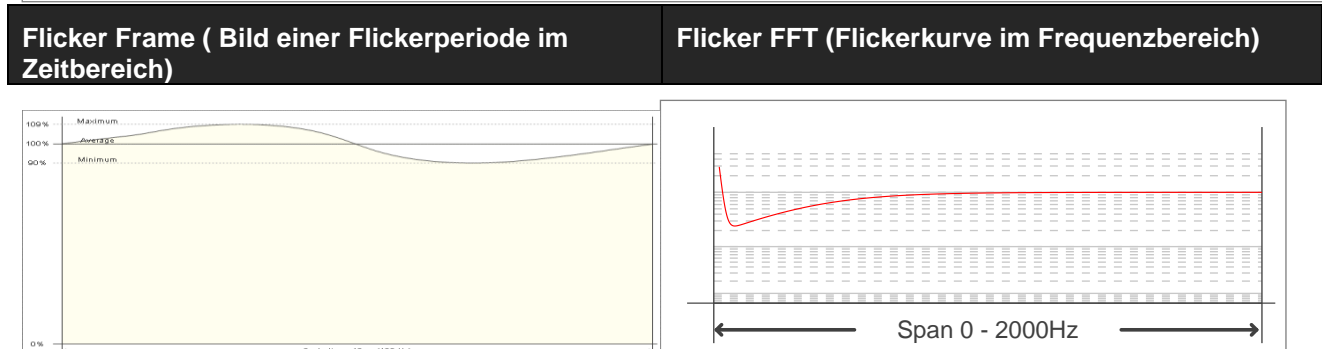 Flicker Frame ( Bild einer Flickerperiode im
Zeitbereich)
Flicker FFT (Flickerkurve im Frequenzbereich)
109%
Maximum
100%
Average
90%
Minimum
0%
Span 0 - 2000Hz